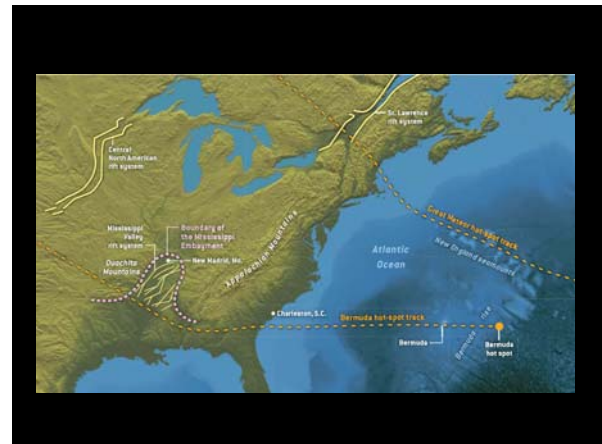 St. Lawrence
rift system
Central
North American
rift system
Great Meteor hot-spot track
New England seamounts
Mississippi
Valley
rift system
Boundary of
the Mississippi
Embayment
Ouachita
Mountains
New Madrid, Mo.
Appalachian Mountains
Atlantic
Ocean
Charleston, S.C.
Bermuda hot-spot track
Bermuda
Bermuda rise
Bermuda
hot spot